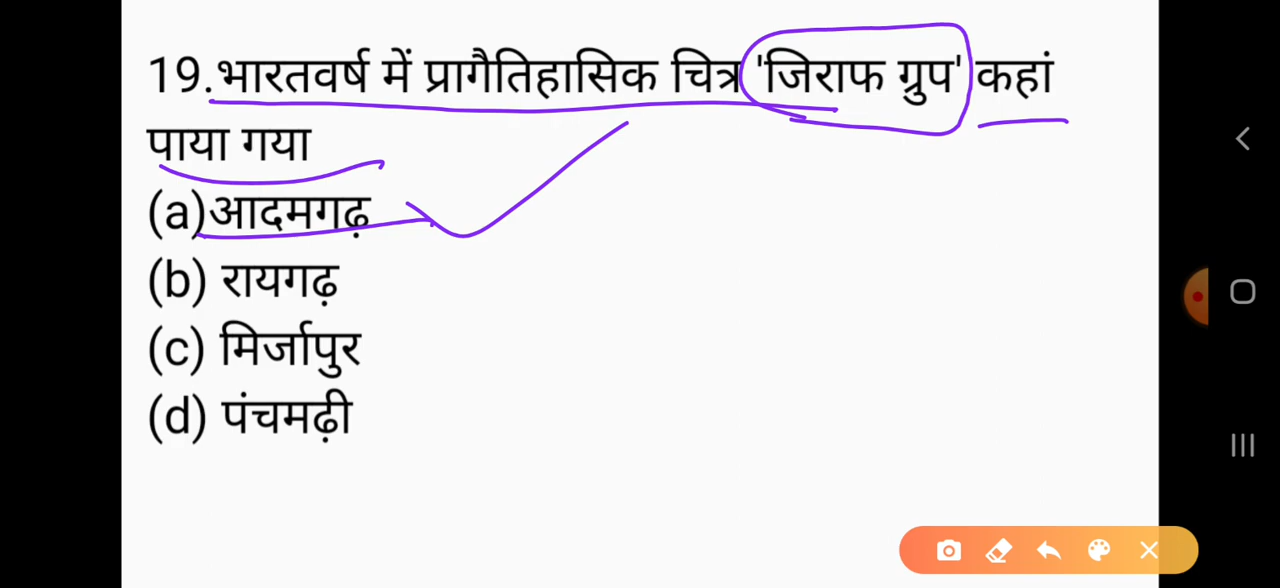 19.भारतवर्ष में प्रागैतिहासिक चित्र 'जिराफ ग्रुप' कहां
पाया गया
(a)आदमगढ़
(b) रायगढ़
(c) मिर्जापुर
(d) पंचमढ़ी